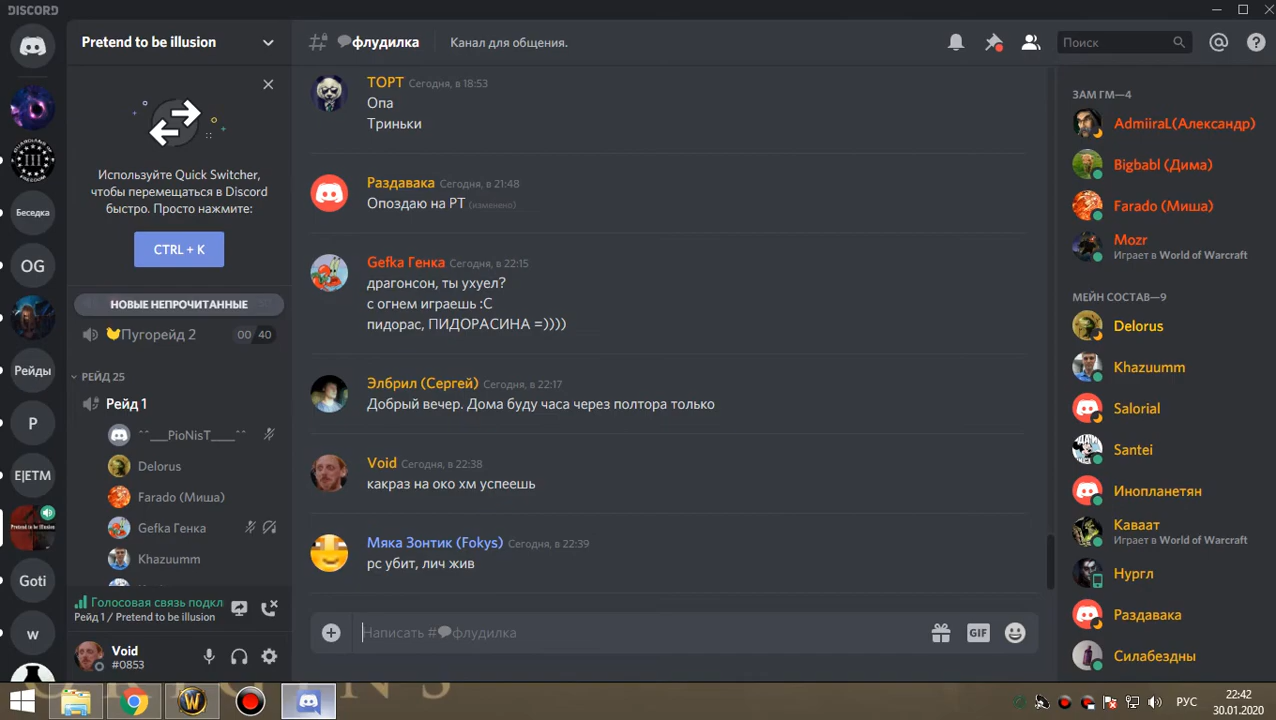 DISCORD
Pretend to be illusion
Используйте Quick Switcher,
чтобы перемещаться в Discord
быстро. Просто нажмите:
CTRL + K
НОВЫЕ НЕПРОЧИТАННЫЕ
Пугорейд 2
00 40
РЕЙД 25
Рейд 1
^^___PioNisT____^^
Delorus
Farado (Миша)
Gefka Генка
Khazuumm
Голосовая связь подкл
Рейд 1 / Pretend to be illusion
Void
#0853
III
Беседка
OG
Рейды
P
E|ETM
Pretend to be illusion
Goti
w
флудилка
Канал для общения.
Поиск
ТОРТ Сегодня, в 18:53
Опа
Триньки
Раздавака Сегодня, в 21:48
Опоздаю на РТ (изменено)
Gefka Генка Сегодня, в 22:15
драгонсон, ты ухуел?
с огнем играешь :С
пидорас, ПИДОРАСИНА =))))
Элбрил (Сергей) Сегодня, в 22:17
Добрый вечер. Дома буду часа через полтора только
Void Сегодня, в 22:38
какраз на око хм успеешь
Мяка Зонтик (Fokys) Сегодня, в 22:39
рс убит, лич жив
Написать #флудилка
GIF
ЗАМ ГМ—4
AdmiiraL(Александр)
Bigbabl (Дима)
Farado (Миша)
Mozr
Играет в World of Warcraft
МЕЙН СОСТАВ—9
Delorus
Khazuumm
Salorial
Santei
Инопланетян
Каваат
Играет в World of Warcraft
Нургл
Раздавака
Силабездны
РУС
22:42
30.01.2020